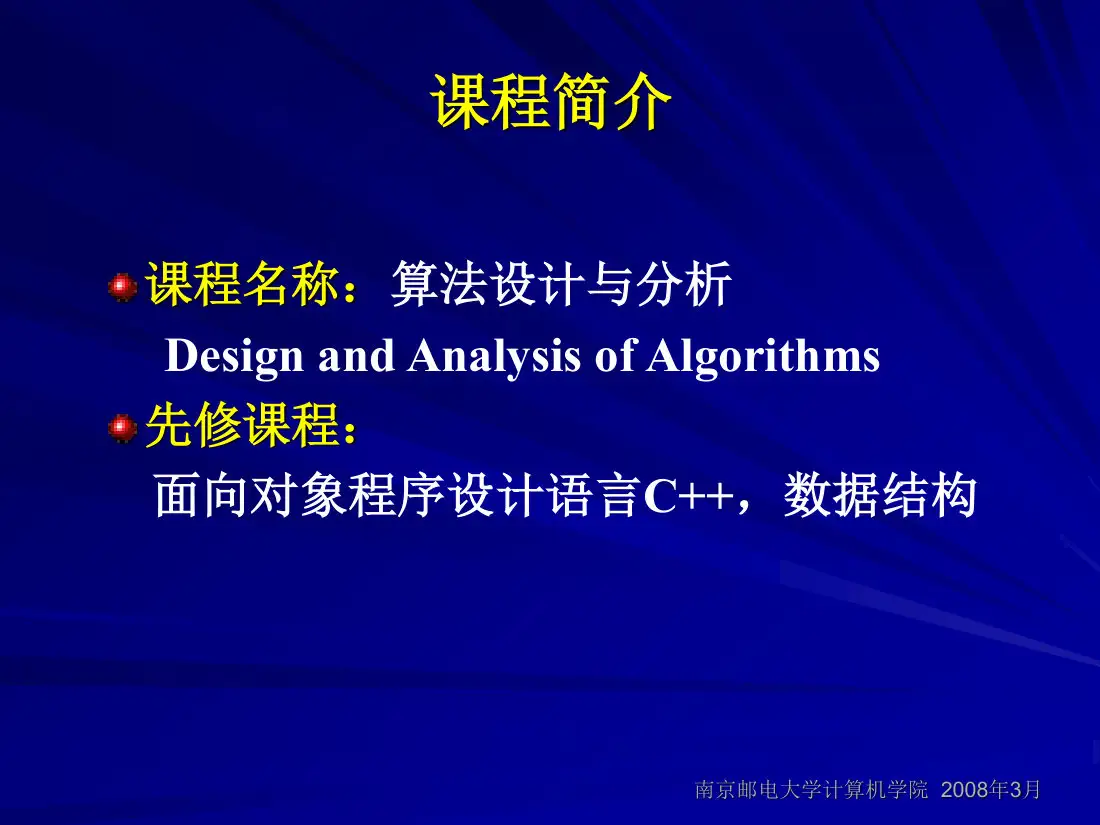 课程简介
课程名称：算法设计与分析
Design and Analysis of Algorithms
先修课程：
面向对象程序设计语言C++，数据结构
南京邮电大学计算机学院 2008年3月